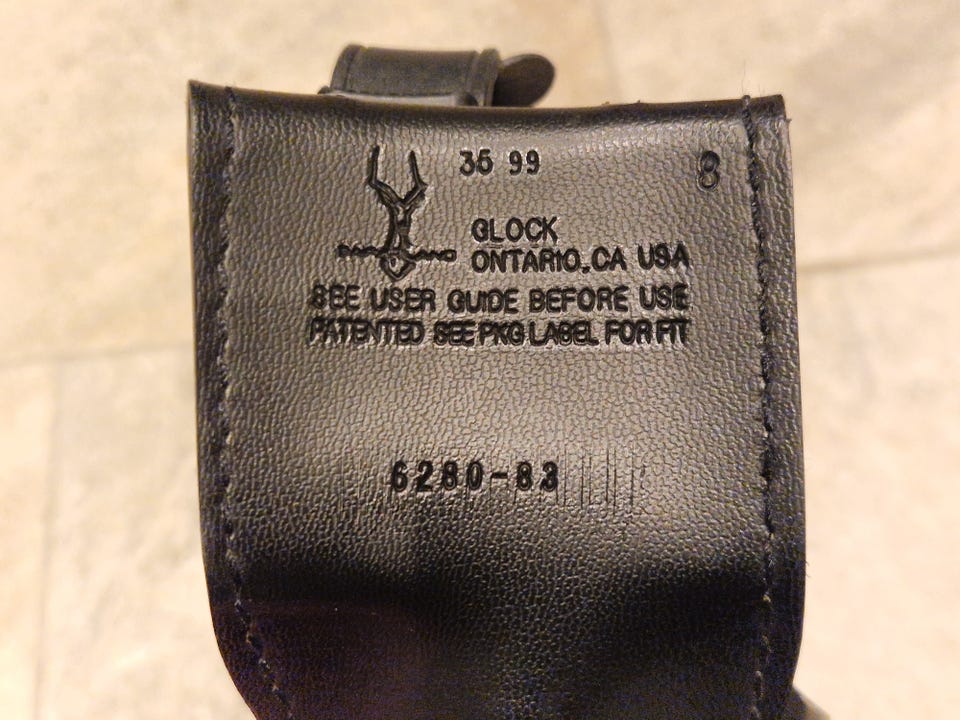 36 99
8
GLOCK
ONTARIO, CA USA
SEE USER GUIDE BEFORE USE
PATENTED SEE PKG LABEL FOR FIT
6280-83